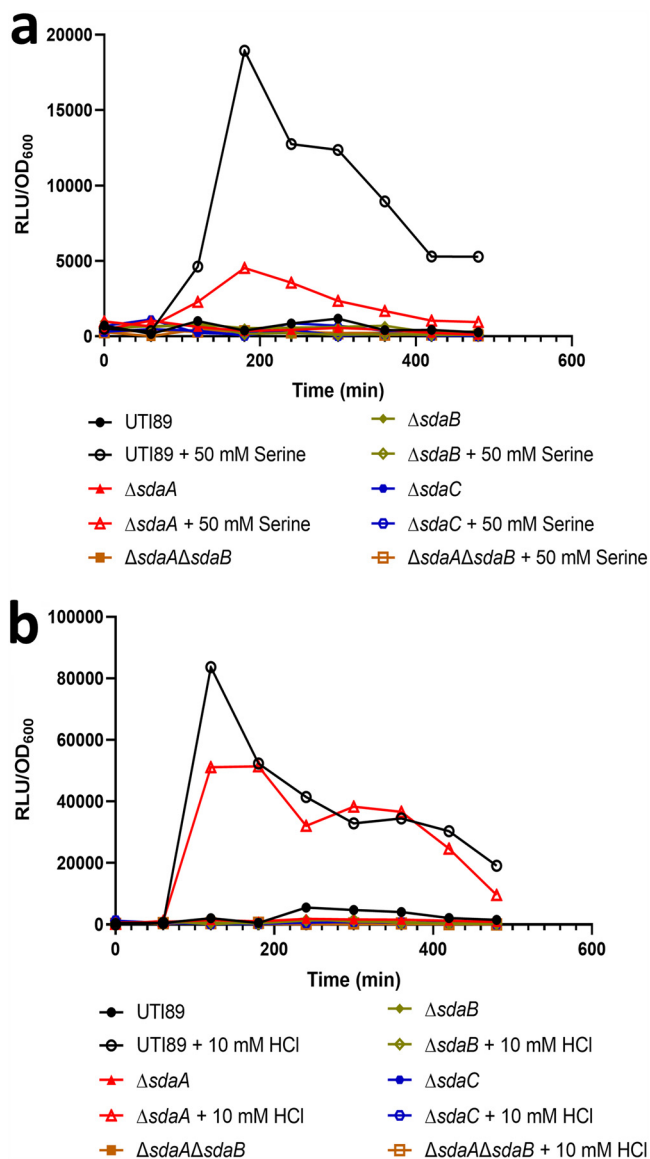 a
20000
15000
10000
5000
0
RLU/OD600
0 200 400 600
Time (min)
UTI89 ΔsdaB
UTI89 + 50 mM Serine ΔsdaB + 50 mM Serine
ΔsdaA ΔsdaC
ΔsdaA + 50 mM Serine ΔsdaC + 50 mM Serine
ΔsdaAΔsdaB ΔsdaAΔsdaB + 50 mM Serine
b
100000
80000
60000
40000
20000
0
RLU/OD600
0 200 400 600
Time (min)
UTI89 ΔsdaB
UTI89 + 10 mM HCl ΔsdaB + 10 mM HCl
ΔsdaA ΔsdaC
ΔsdaA + 10 mM HCl ΔsdaC + 10 mM HCl
ΔsdaAΔsdaB ΔsdaAΔsdaB + 10 mM HCl